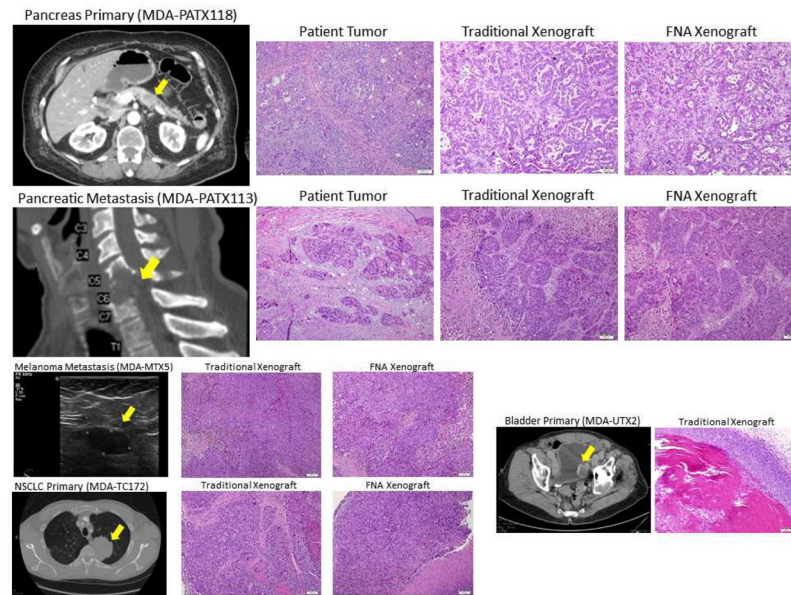 Pancreas Primary (MDA-PATX118)
Patient Tumor
Traditional Xenograft
FNA Xenograft
Pancreatic Metastasis (MDA-PATX113)
Patient Tumor
Traditional Xenograft
FNA Xenograft
C3
C4
C5
C6
C7
T1
Melanoma Metastasis (MDA-MTX5)
Traditional Xenograft
FNA Xenograft
Bladder Primary (MDA-UTX2)
Traditional Xenograft
NSCLC Primary (MDA-TC172)
Traditional Xenograft
FNA Xenograft